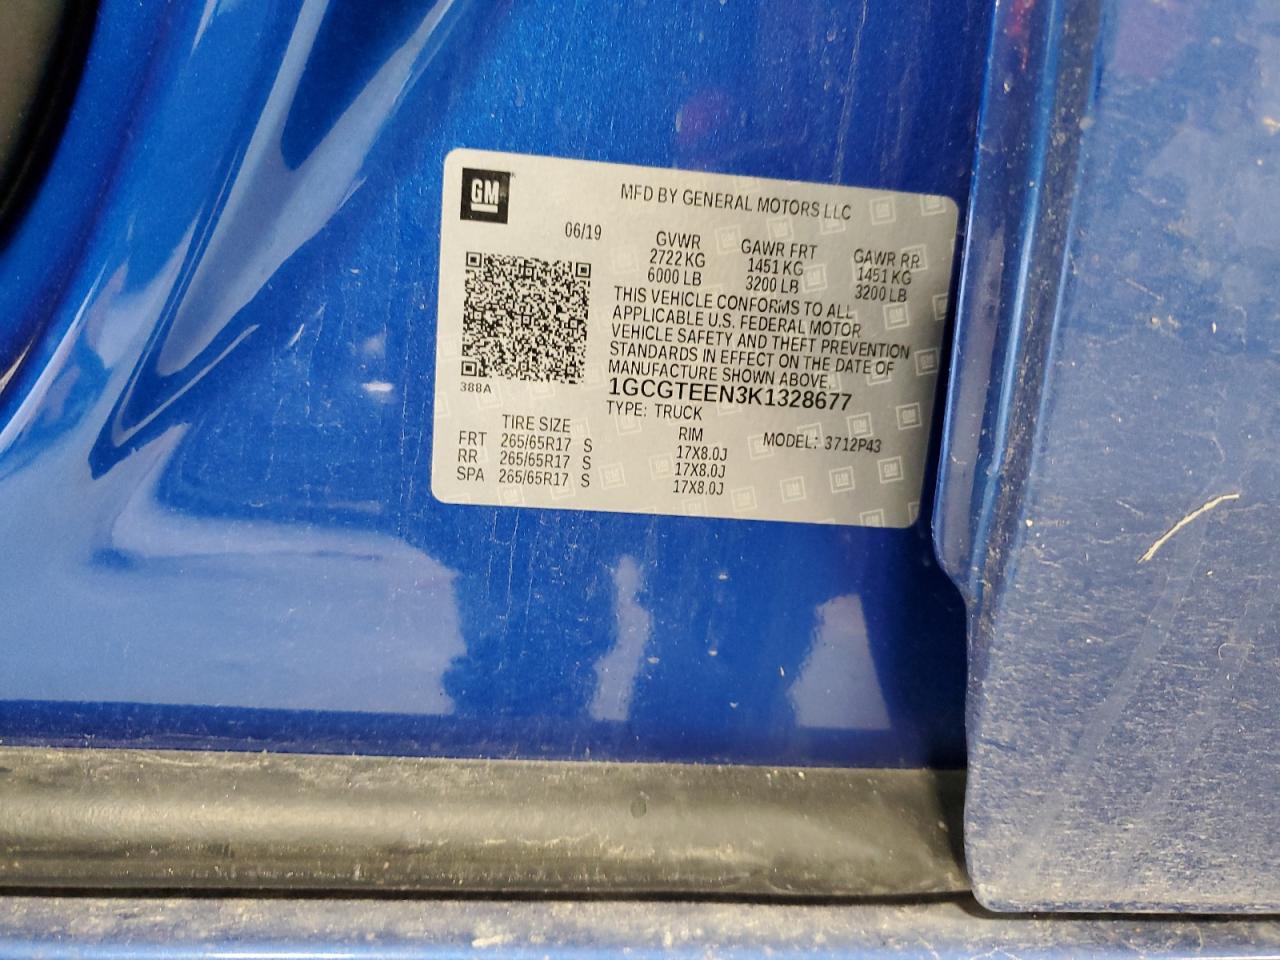 GM
MFD BY GENERAL MOTORS LLC
06/19
GVWR GAWR FRT GAWR RR
2722 KG 1451 KG 1451 KG
6000 LB 3200 LB 3200 LB
THIS VEHICLE CONFORMS TO ALL
APPLICABLE U.S. FEDERAL MOTOR
VEHICLE SAFETY AND THEFT PREVENTION
STANDARDS IN EFFECT ON THE DATE OF
MANUFACTURE SHOWN ABOVE.
388A
1GCGTEEN3K1328677
TYPE: TRUCK
TIRE SIZE RIM MODEL: 3712P43
FRT 265/65R17 S 17X8.0J
RR 265/65R17 S 17X8.0J
SPA 265/65R17 S 17X8.0J